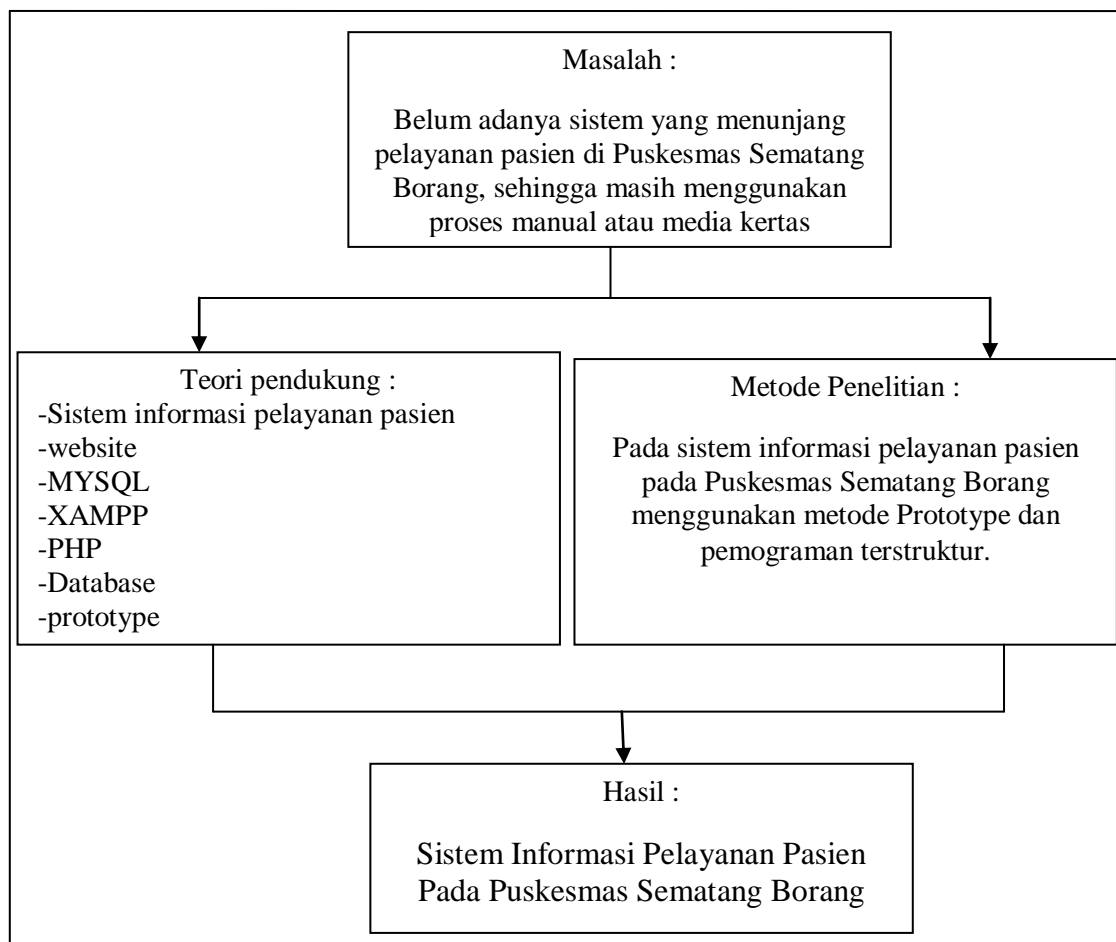 Masalah :
Belum adanya sistem yang menunjang
pelayanan pasien di Puskesmas Sematang
Borang, sehingga masih menggunakan
proses manual atau media kertas
Teori pendukung :
-Sistem informasi pelayanan pasien
-website
-MYSQL
-XAMPP
-PHP
-Database
-prototype
Metode Penelitian :
Pada sistem informasi pelayanan pasien
pada Puskesmas Sematang Borang
menggunakan metode Prototype dan
pemograman terstruktur.
Hasil :
Sistem Informasi Pelayanan Pasien
Pada Puskesmas Sematang Borang